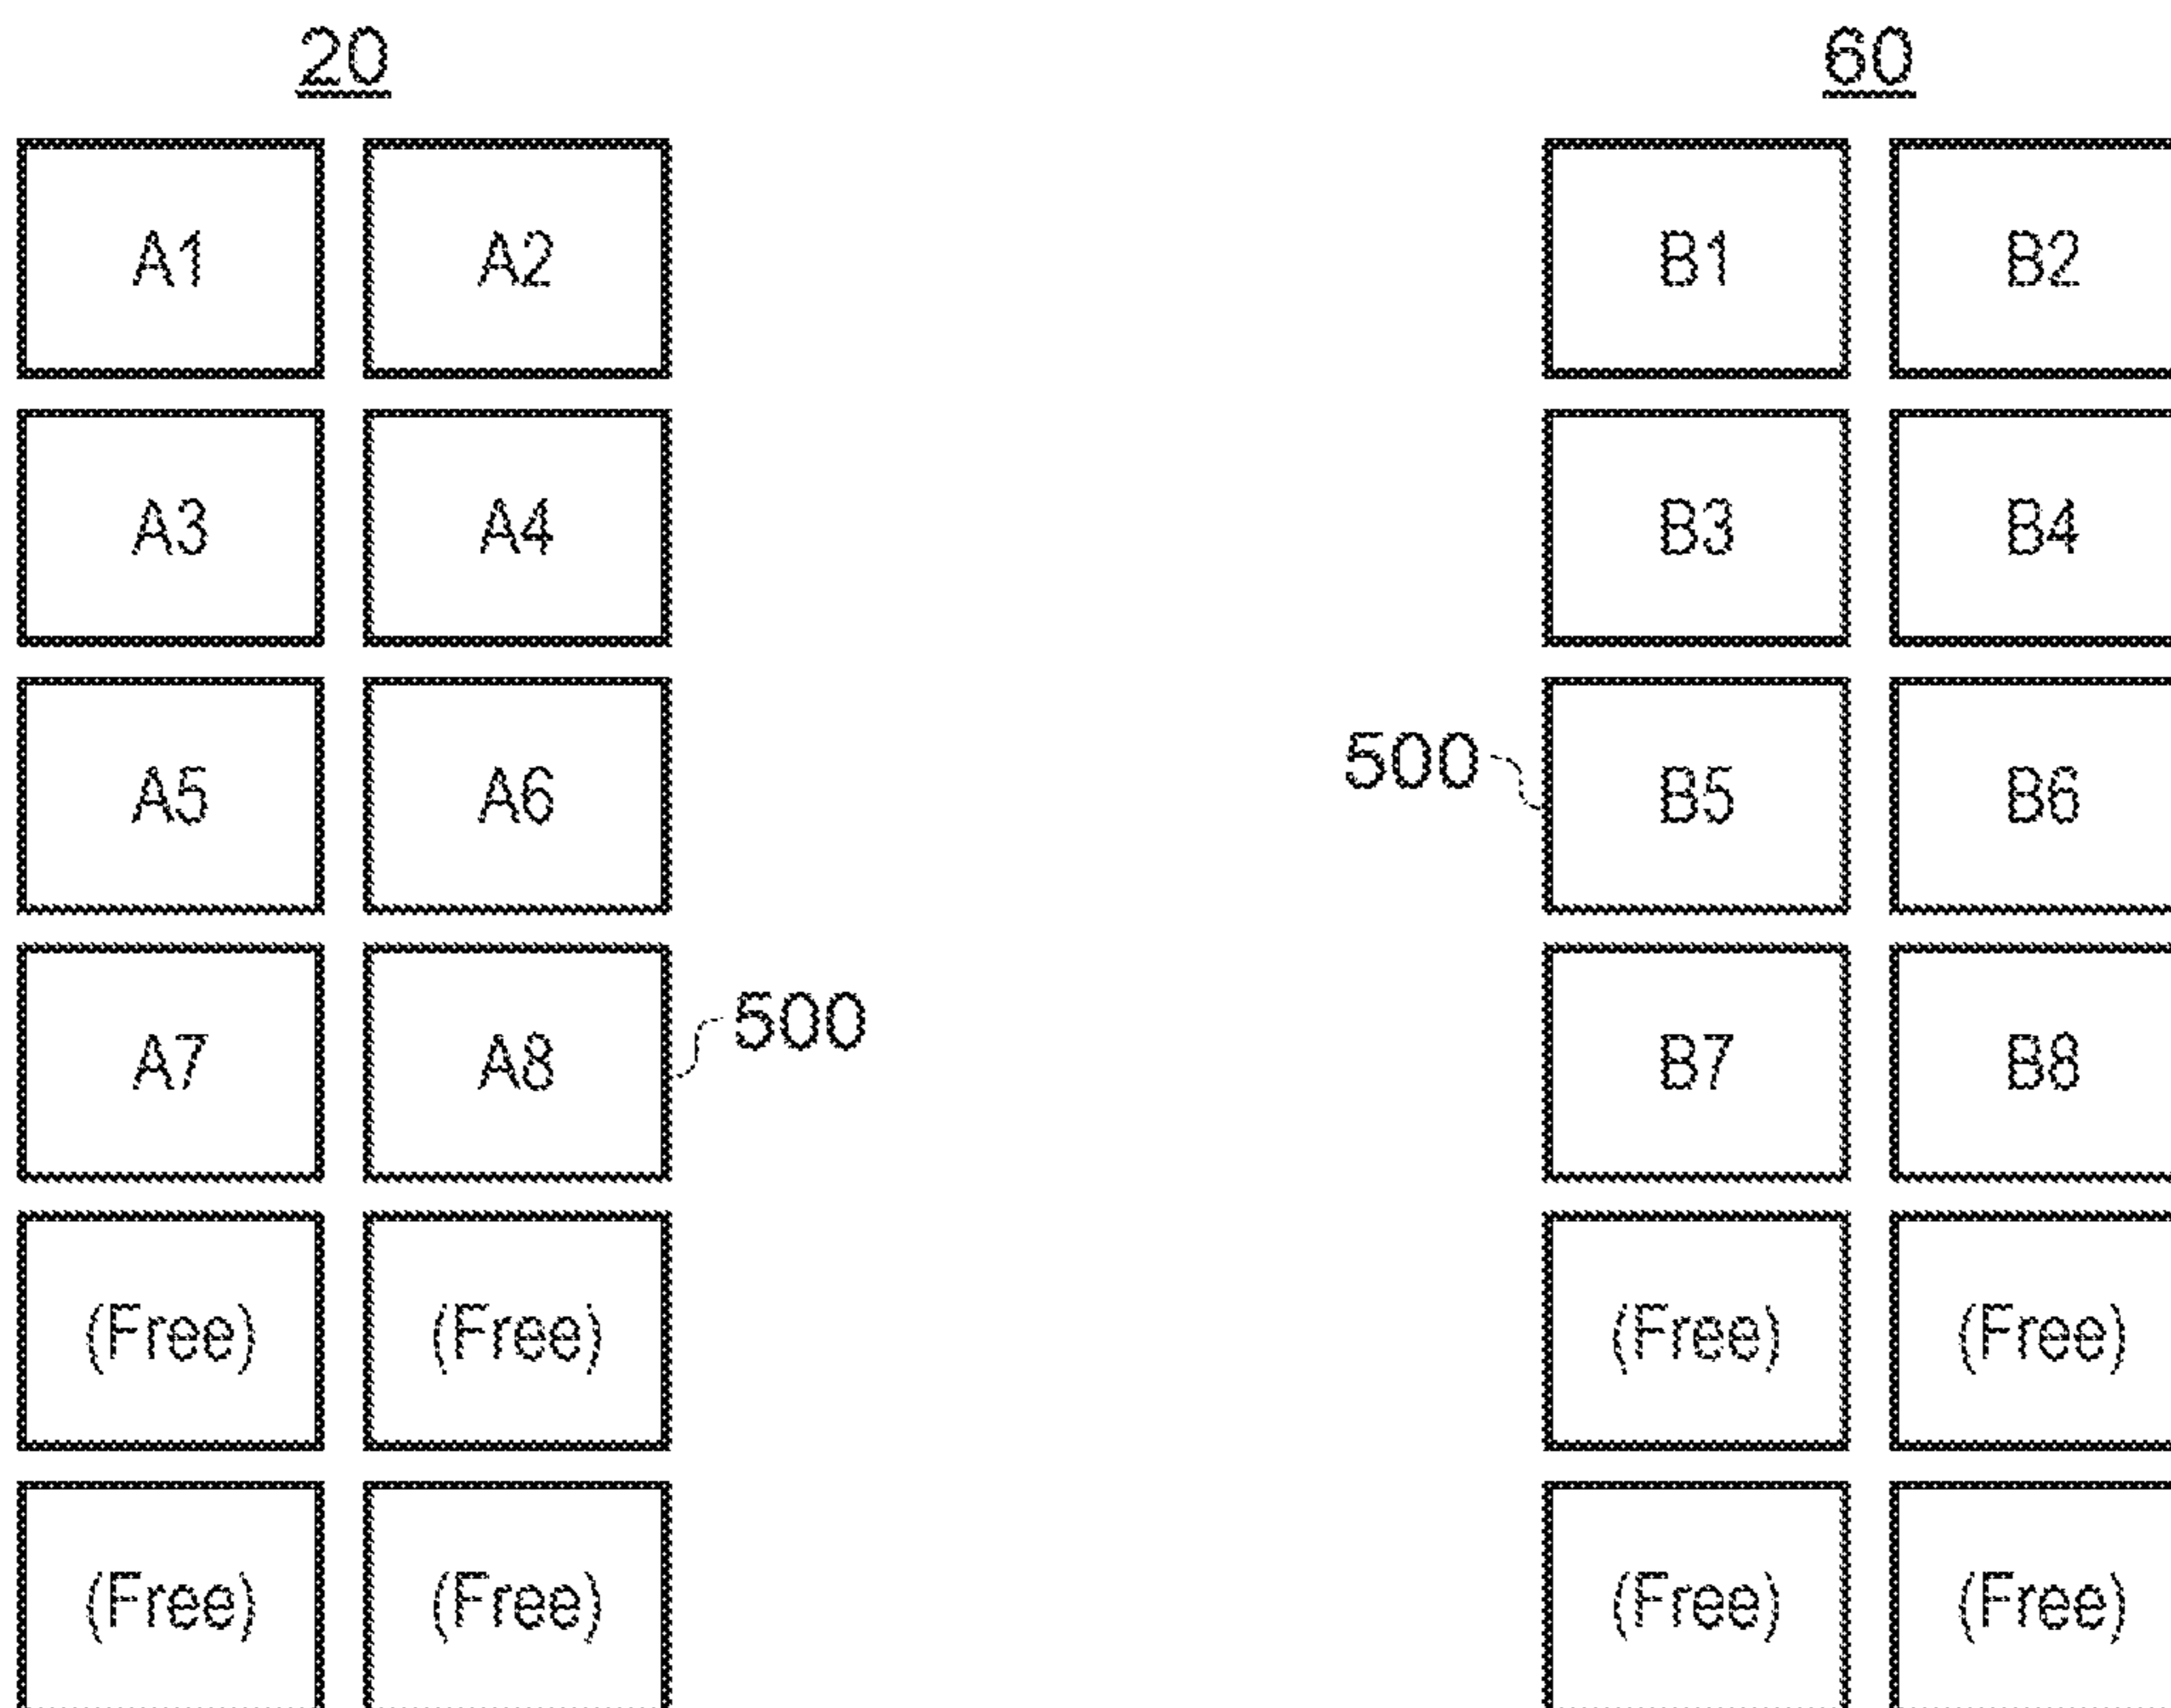 20 60
A1 A2 B1 B2
A3 A4 B3 B4
500
A5 A6 B5 B6
500
A7 A8 B7 B8
(Free) (Free) (Free) (Free)
(Free) (Free) (Free) (Free)